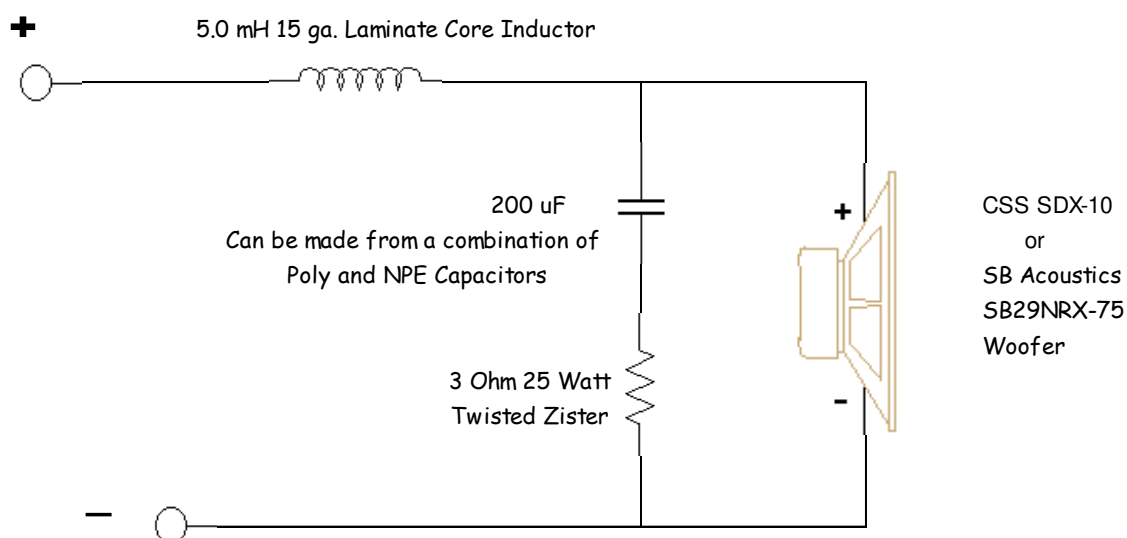 +
5.0 mH 15 ga. Laminate Core Inductor
200 uF
Can be made from a combination of
Poly and NPE Capacitors
3 Ohm 25 Watt
Twisted Zister
+
-
CSS SDX-10
or
SB Acoustics
SB29NRX-75
Woofer
-